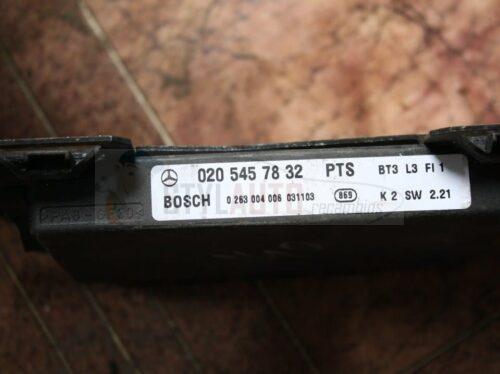 020 545 78 32 PTS BT3 L3 FI 1
BOSCH 0 263 004 006 031103 869 K 2 SW 2.21
recambios